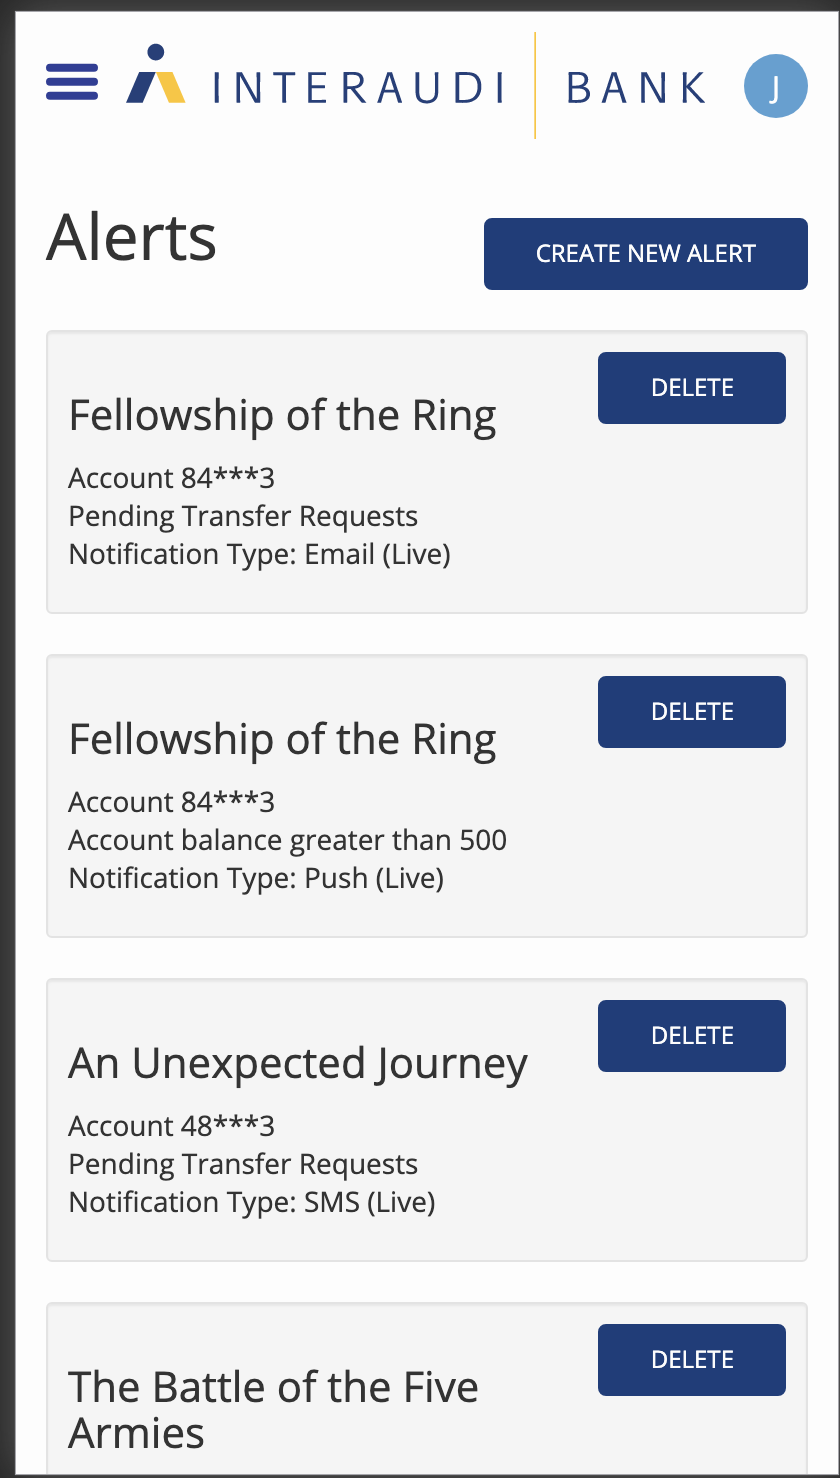 INTERAUDI BANK J
Alerts
CREATE NEW ALERT
DELETE
Fellowship of the Ring
Account 84***3
Pending Transfer Requests
Notification Type: Email (Live)
DELETE
Fellowship of the Ring
Account 84***3
Account balance greater than 500
Notification Type: Push (Live)
DELETE
An Unexpected Journey
Account 48***3
Pending Transfer Requests
Notification Type: SMS (Live)
DELETE
The Battle of the Five
Armies